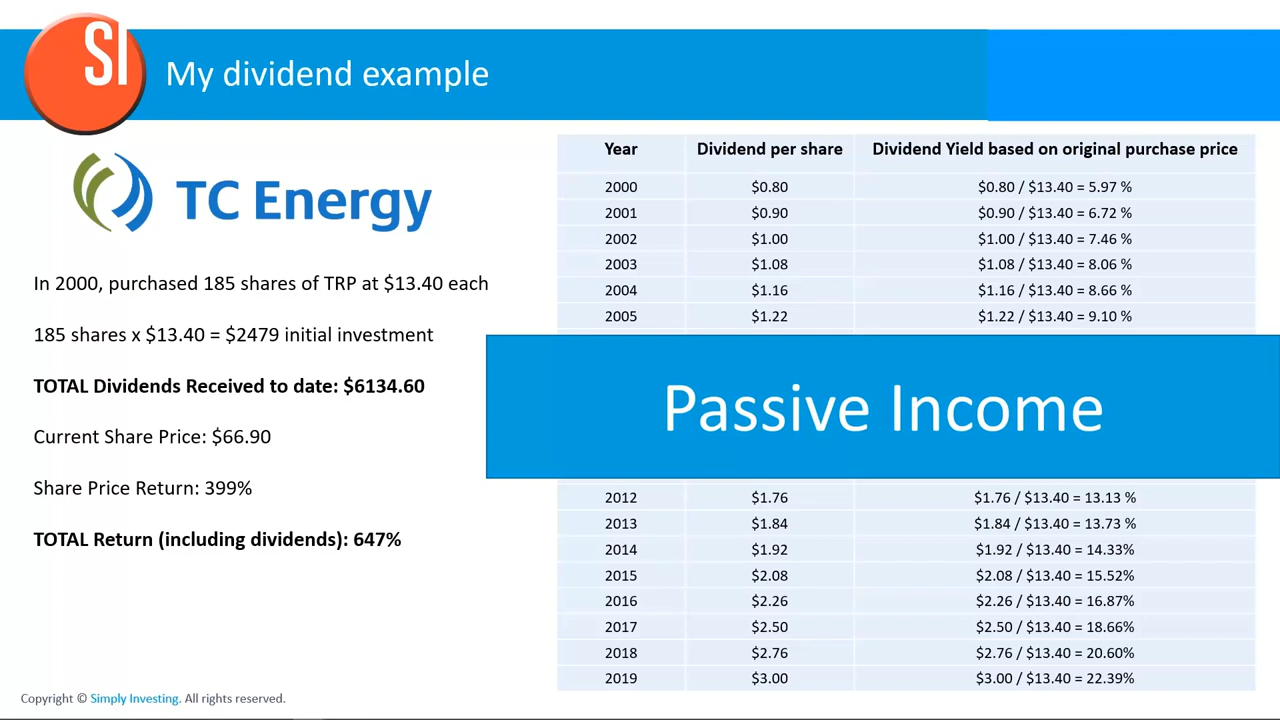 SI
My dividend example
TC Energy
In 2000, purchased 185 shares of TRP at $13.40 each
185 shares x $13.40 = $2479 initial investment
TOTAL Dividends Received to date: $6134.60
Current Share Price: $66.90
Share Price Return: 399%
TOTAL Return (including dividends): 647%
Year Dividend per share Dividend Yield based on original purchase price
2000 $0.80 $0.80 / $13.40 = 5.97 %
2001 $0.90 $0.90 / $13.40 = 6.72 %
2002 $1.00 $1.00 / $13.40 = 7.46 %
2003 $1.08 $1.08 / $13.40 = 8.06 %
2004 $1.16 $1.16 / $13.40 = 8.66 %
2005 $1.22 $1.22 / $13.40 = 9.10 %
Passive Income
2012 $1.76 $1.76 / $13.40 = 13.13 %
2013 $1.84 $1.84 / $13.40 = 13.73 %
2014 $1.92 $1.92 / $13.40 = 14.33%
2015 $2.08 $2.08 / $13.40 = 15.52%
2016 $2.26 $2.26 / $13.40 = 16.87%
2017 $2.50 $2.50 / $13.40 = 18.66%
2018 $2.76 $2.76 / $13.40 = 20.60%
2019 $3.00 $3.00 / $13.40 = 22.39%
Copyright © Simply Investing. All rights reserved.